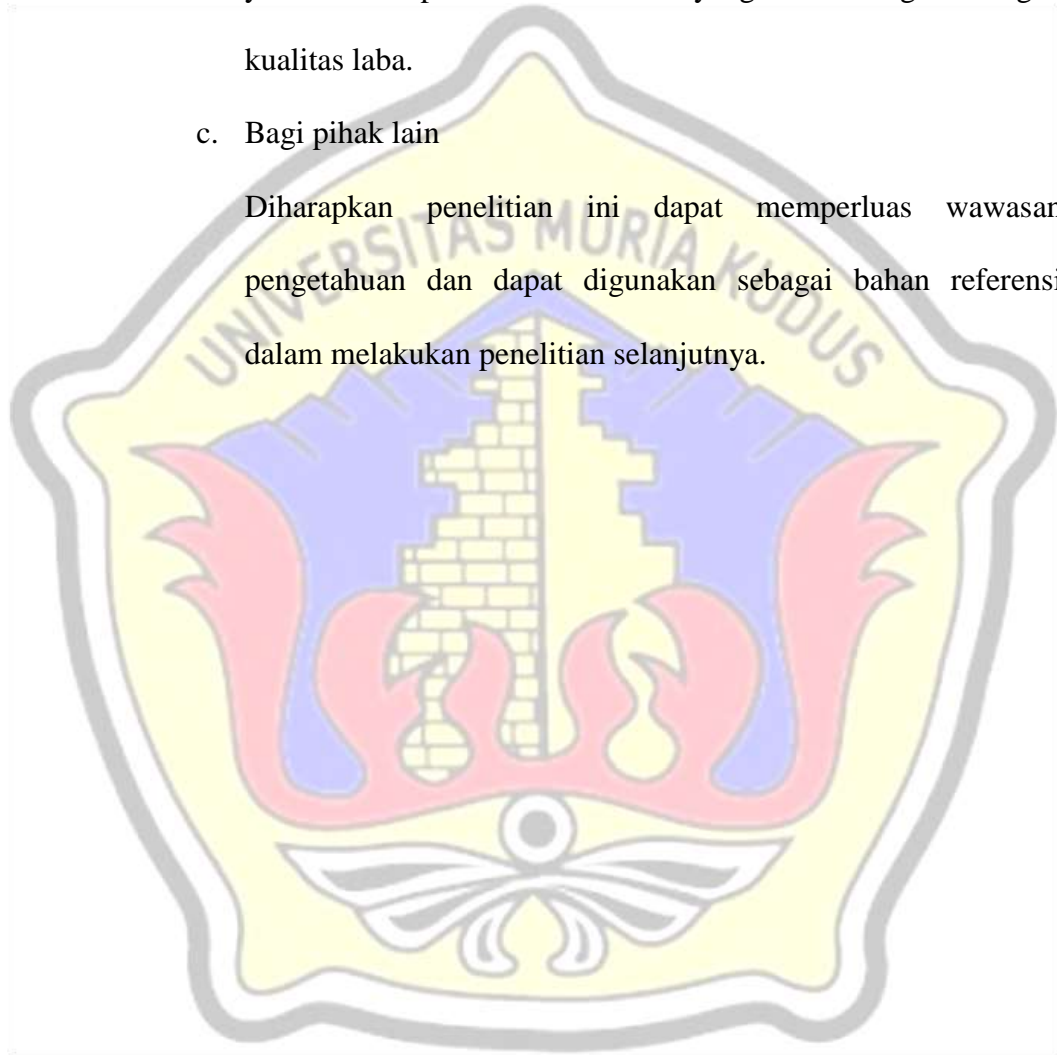 kualitas laba.
c. Bagi pihak lain
Diharapkan penelitian ini dapat memperluas wawasan
pengetahuan dan dapat digunakan sebagai bahan referensi
dalam melakukan penelitian selanjutnya.
UNIVERSITAS MURIA KUDUS